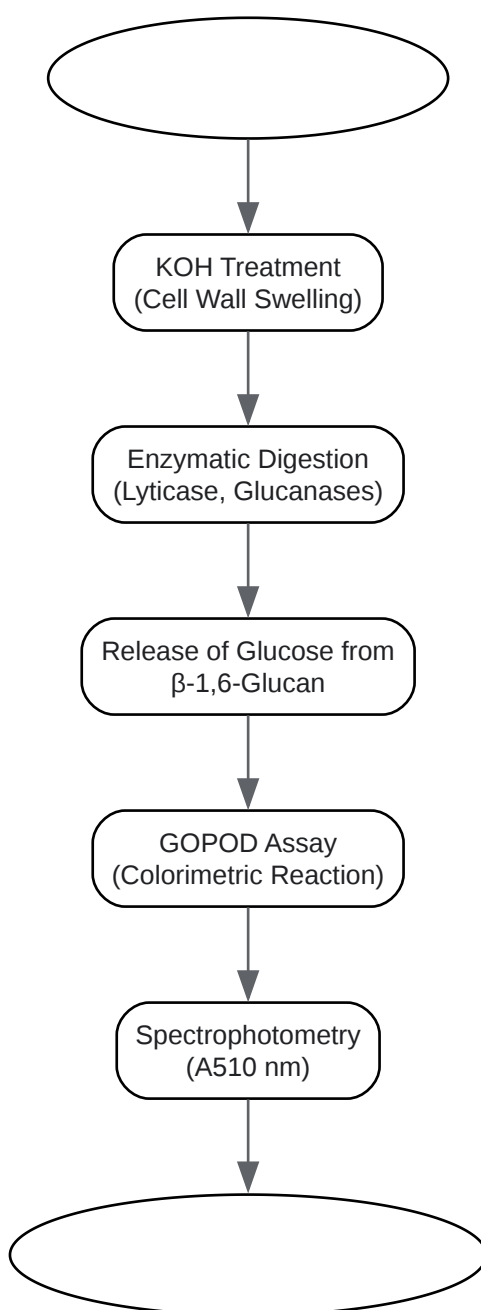 KOH Treatment
(Cell Wall Swelling)
Enzymatic Digestion
(Lyticase, Glucanases)
Release of Glucose from
β-1,6-Glucan
GOPOD Assay
(Colorimetric Reaction)
Spectrophotometry
(A510 nm)